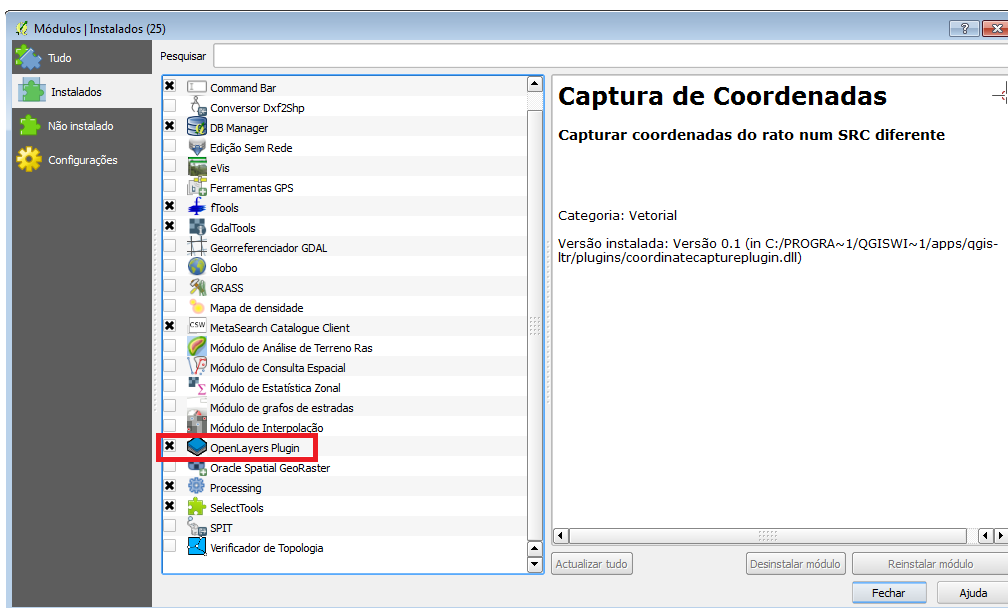 Módulos | Instalados (25)
Tudo
Instalados
Não instalado
Configurações
Pesquisar
Command Bar
Conversor Dxf2Shp
DB Manager
Edição Sem Rede
eVis
Ferramentas GPS
fTools
GdalTools
Georreferenciador GDAL
Globo
GRASS
Mapa de densidade
CSW MetaSearch Catalogue Client
Módulo de Análise de Terreno Ras
Módulo de Consulta Espacial
Módulo de Estatística Zonal
Módulo de grafos de estradas
Módulo de Interpolação
OpenLayers Plugin
Oracle Spatial GeoRaster
Processing
SelectTools
SPIT
Verificador de Topologia
Captura de Coordenadas
Capturar coordenadas do rato num SRC diferente
Categoria: Vetorial
Versão instalada: Versão 0.1 (in C:/PROGRA~1/QGISWI~1/apps/qgis-
ltr/plugins/coordinatecaptureplugin.dll)
Actualizar tudo
Desinstalar módulo
Reinstalar módulo
Fechar
Ajuda